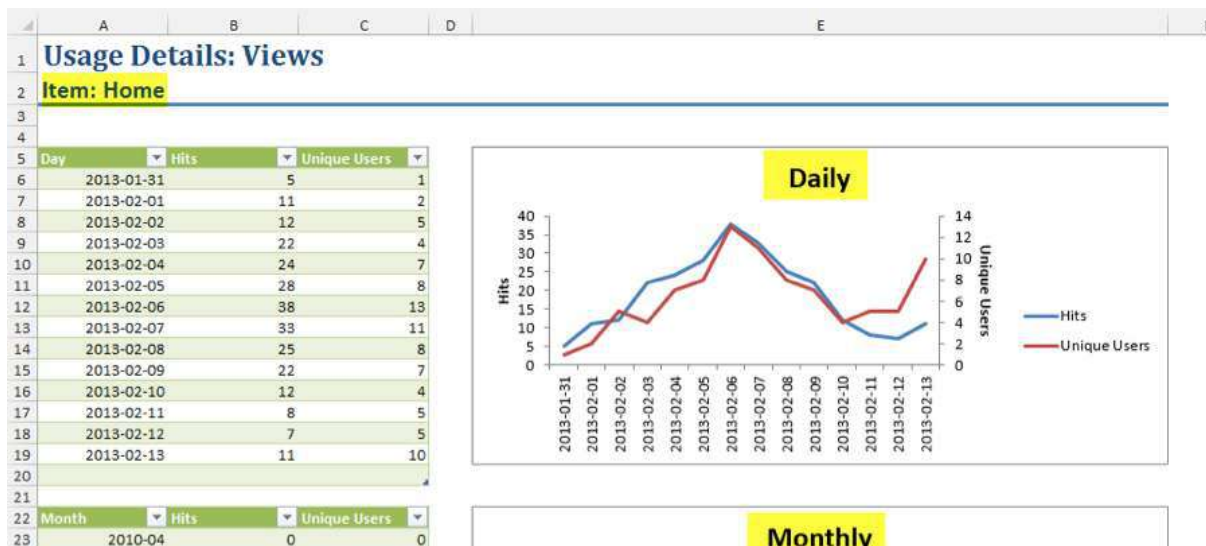 A B C D E
1 Usage Details: Views
2 Item: Home
3
4
5 Day Hits Unique Users
6 2013-01-31 5 1
7 2013-02-01 11 2
8 2013-02-02 12 5
9 2013-02-03 22 4
10 2013-02-04 24 7
11 2013-02-05 28 8
12 2013-02-06 38 13
13 2013-02-07 33 11
14 2013-02-08 25 8
15 2013-02-09 22 7
16 2013-02-10 12 4
17 2013-02-11 8 5
18 2013-02-12 7 5
19 2013-02-13 11 10
20
21
22 Month Hits Unique Users
23 2010-04 0 0
Daily
40 14
35 12
30 10
25 8
20 6
15 4
10 2
5 0
0
Hits
Unique Users
2013-01-31
2013-02-01
2013-02-02
2013-02-03
2013-02-04
2013-02-05
2013-02-06
2013-02-07
2013-02-08
2013-02-09
2013-02-10
2013-02-11
2013-02-12
2013-02-13
Hits
Unique Users
Monthly